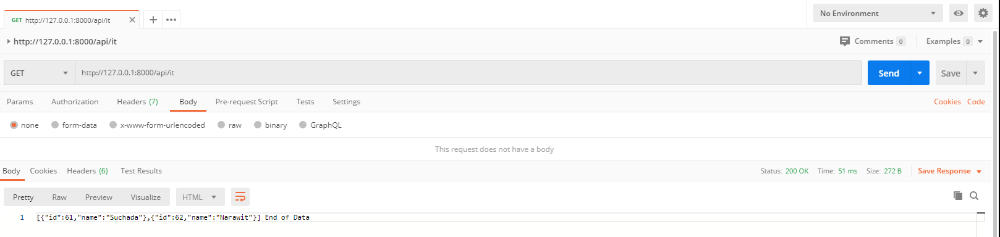 GET http://127.0.0.1:8000/api/it
No Environment
http://127.0.0.1:8000/api/it
Comments 0 Examples 0
GET http://127.0.0.1:8000/api/it Send Save
Params Authorization Headers (7) Body Pre-request Script Tests Settings Cookies Code
none form-data x-www-form-urlencoded raw binary GraphQL
This request does not have a body
Body Cookies Headers (6) Test Results Status: 200 OK Time: 51 ms Size: 272 B Save Response
Pretty Raw Preview Visualize HTML
1 [{"id":61,"name":"Suchada"},{"id":62,"name":"Narawit"}] End of Data